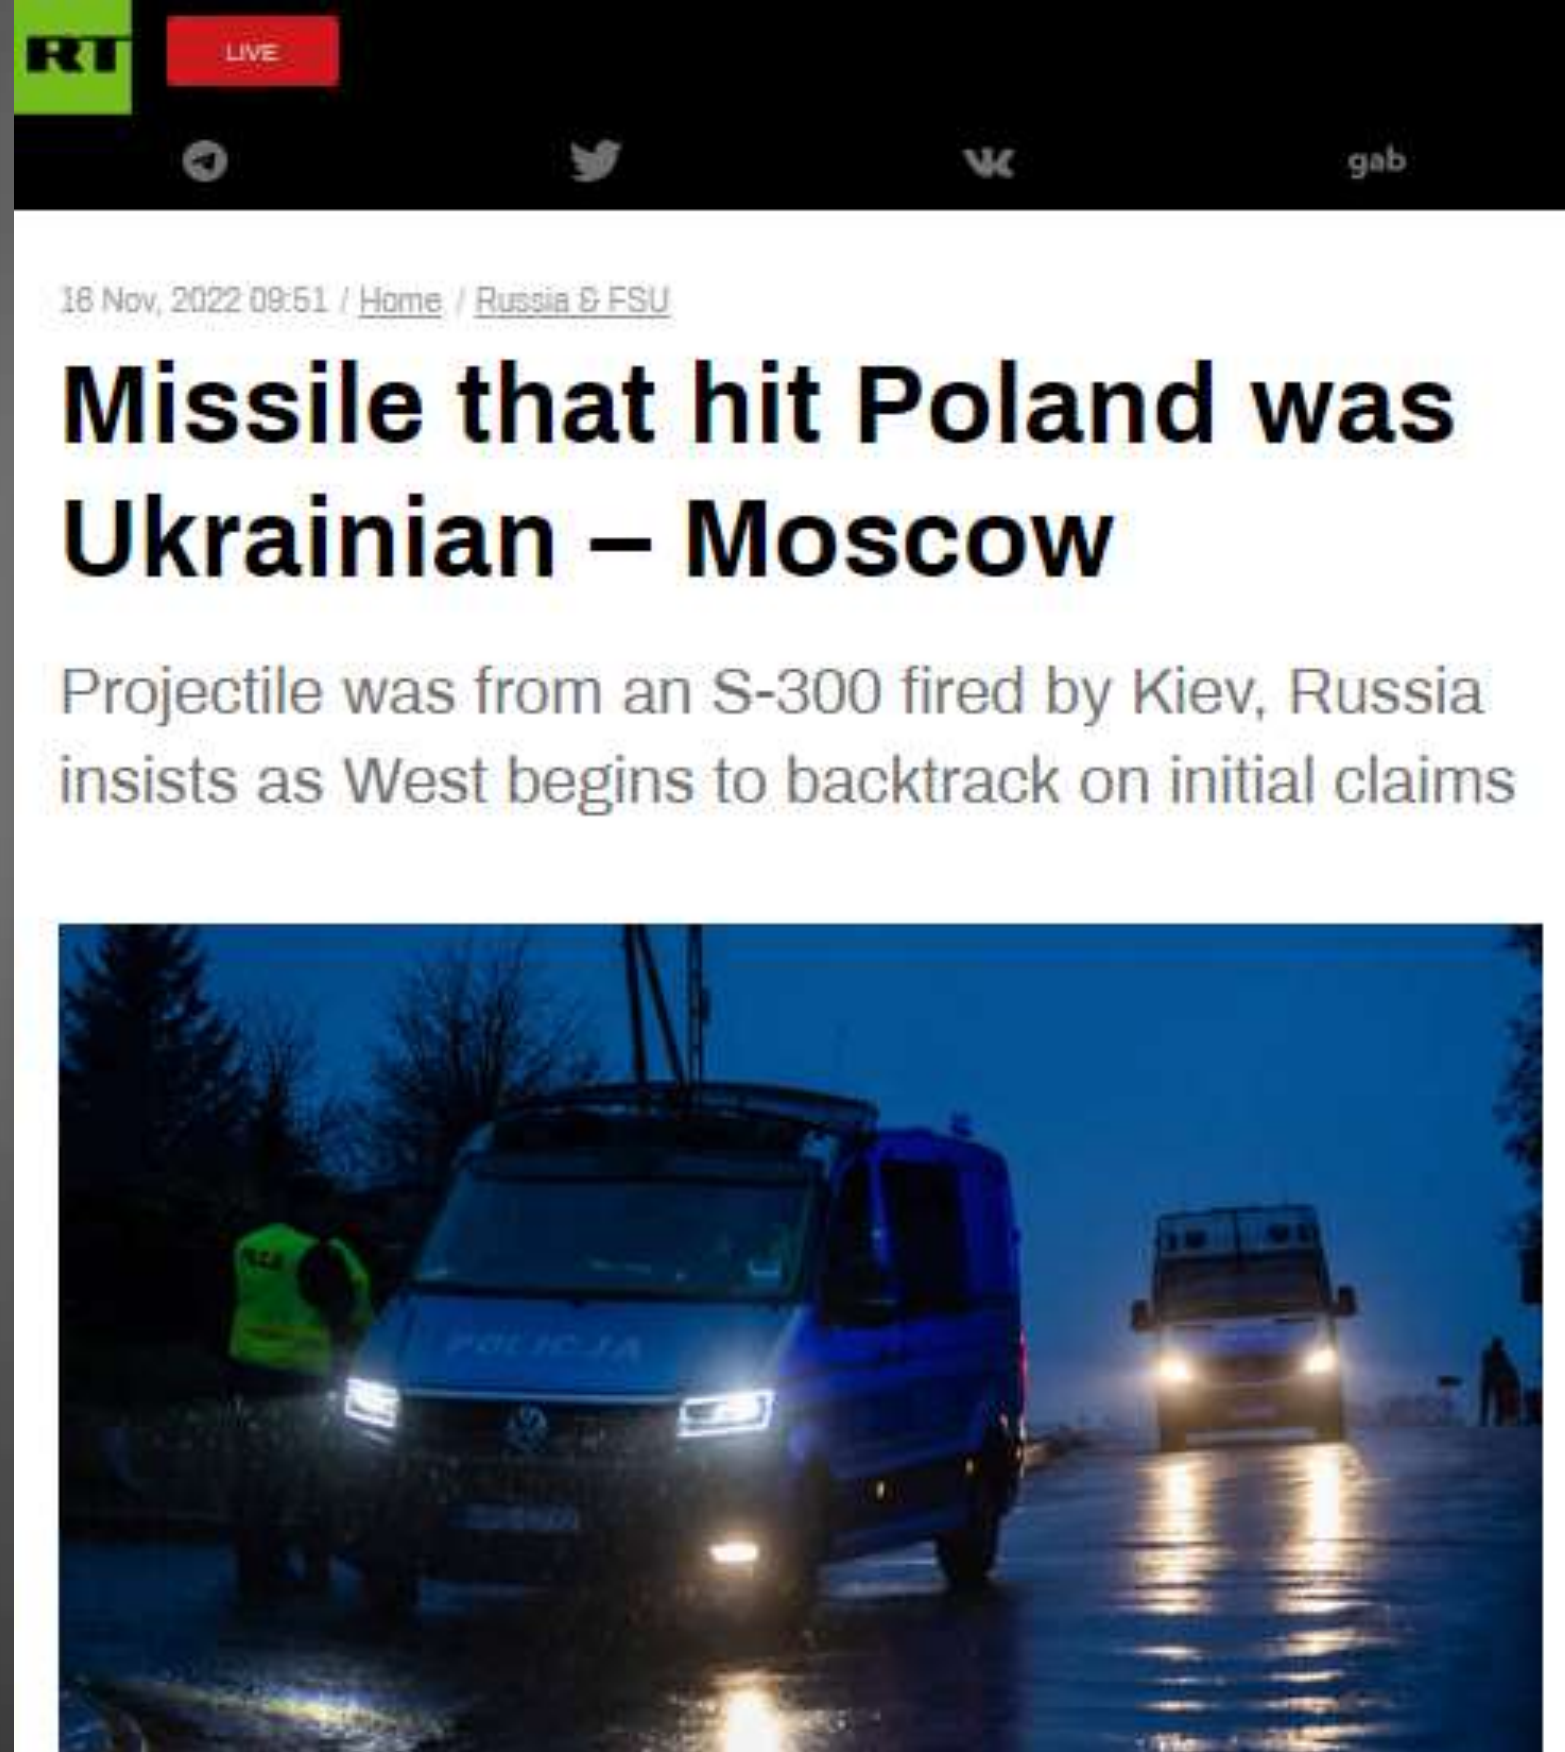 RT
LIVE
gab
16 Nov, 2022 09:51 / Home / Russia & FSU
Missile that hit Poland was
Ukrainian – Moscow
Projectile was from an S-300 fired by Kiev, Russia
insists as West begins to backtrack on initial claims
POLICJA